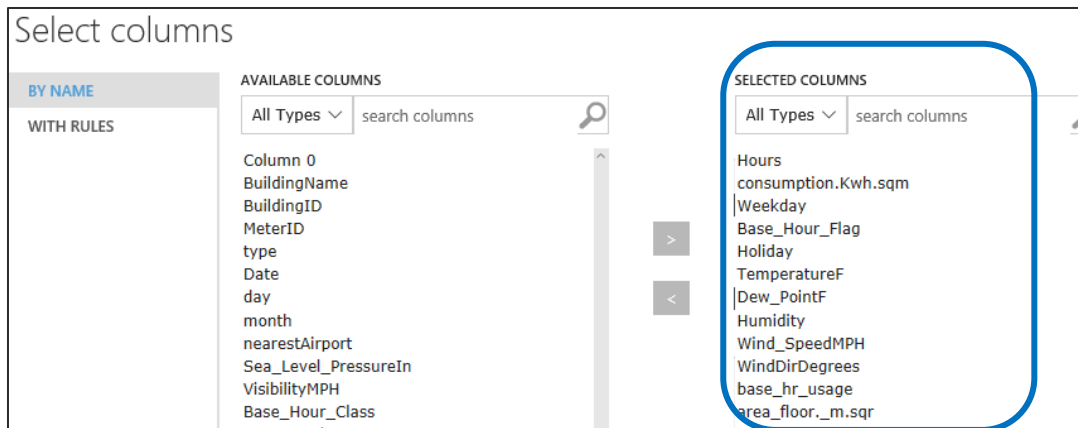 Select columns
BY NAME
WITH RULES
AVAILABLE COLUMNS
All Types
search columns
Column 0
BuildingName
BuildingID
MeterID
type
Date
day
month
nearestAirport
Sea_Level_PressureIn
VisibilityMPH
Base_Hour_Class
>
<
SELECTED COLUMNS
All Types
search columns
Hours
consumption.Kwh.sqm
Weekday
Base_Hour_Flag
Holiday
TemperatureF
Dew_PointF
Humidity
Wind_SpeedMPH
WindDirDegrees
base_hr_usage
area_floor._m.sqr